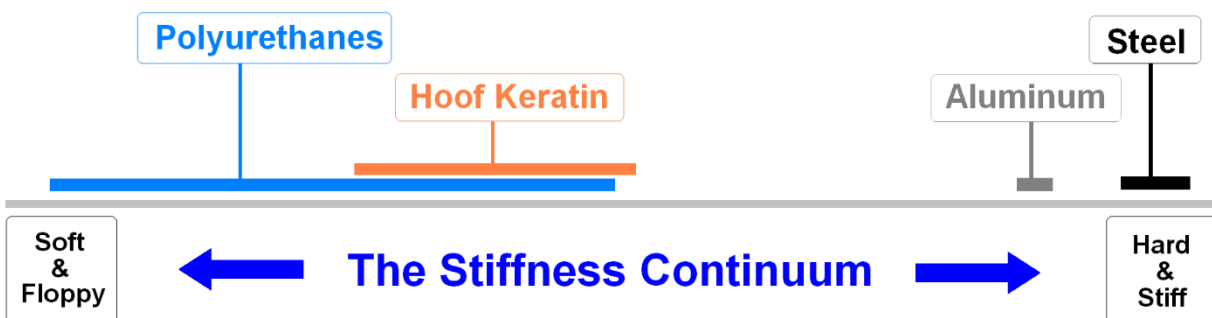 Polyurethanes
Steel
Hoof Keratin
Aluminum
Soft
&
Floppy
The Stiffness Continuum
Hard
&
Stiff